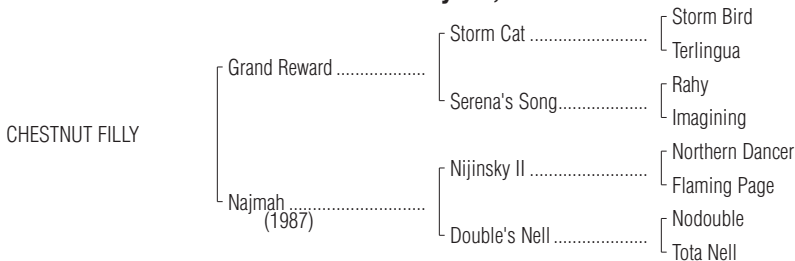 Storm Bird
Storm Cat ....................
Terlingua
Grand Reward ...................
Rahy
Serena's Song...................
Imagining
CHESTNUT FILLY
Northern Dancer
Nijinsky II ....................
Flaming Page
Najmah .............................
(1987)
Nodouble
Double's Nell ....................
Tota Nell